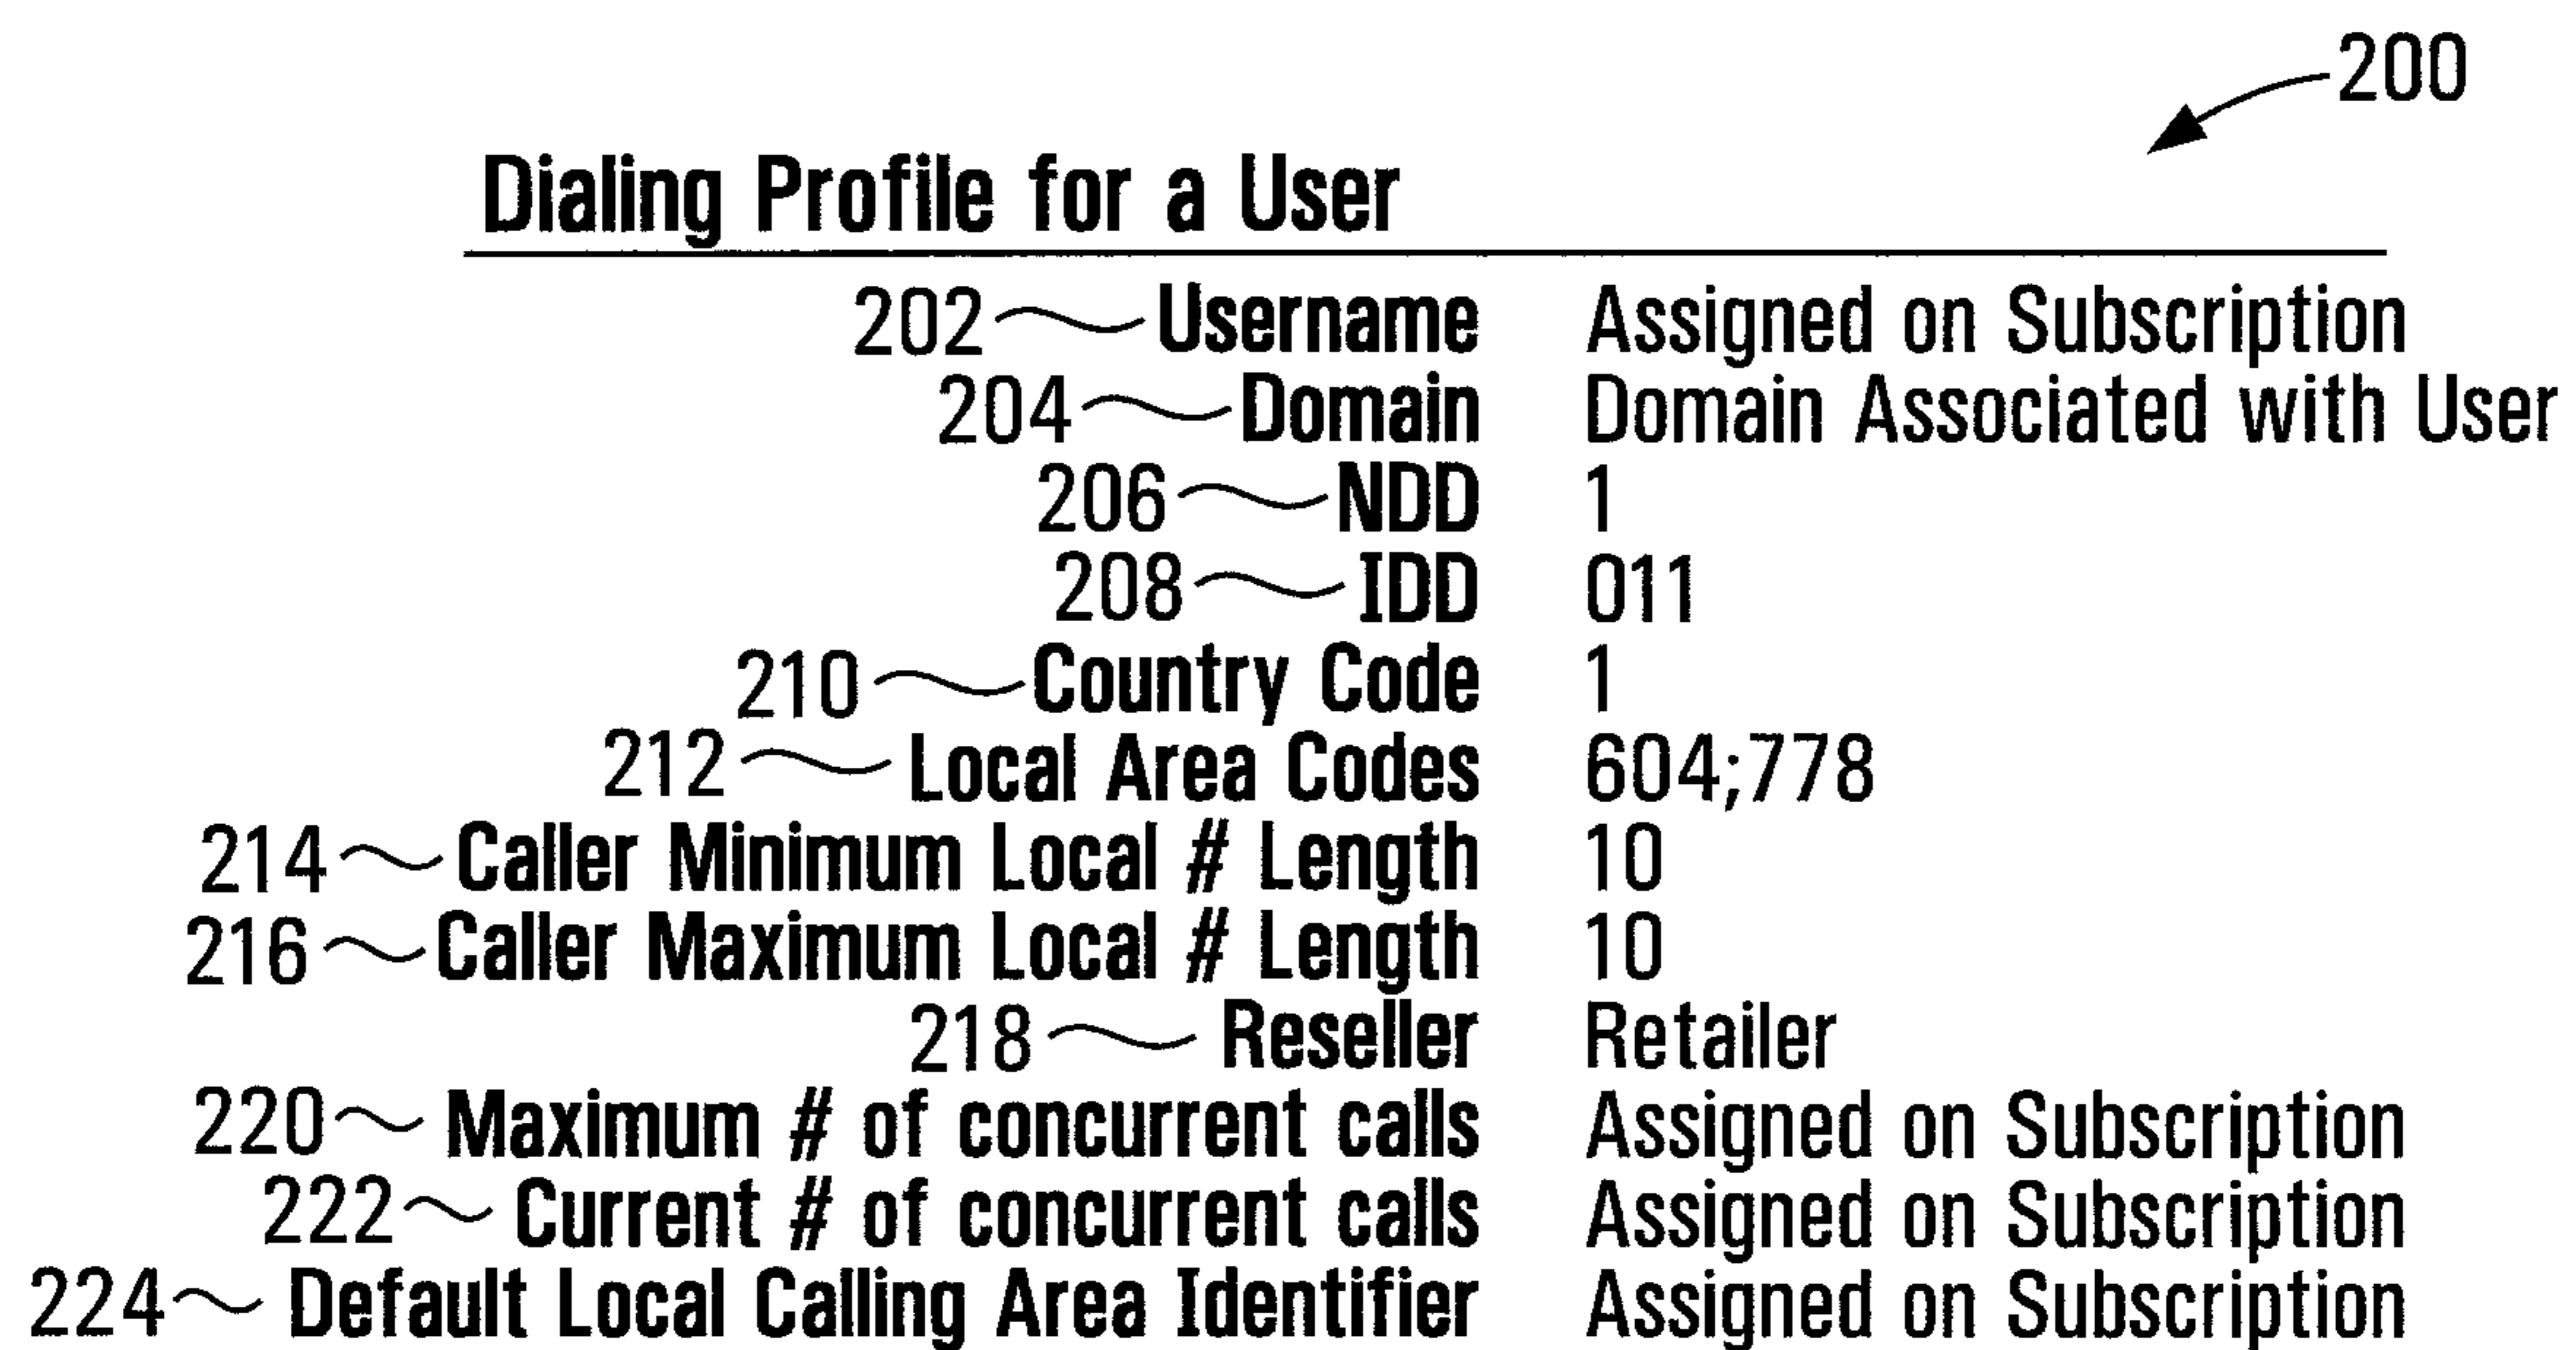 200
Dialing Profile for a User
202 Username Assigned on Subscription
204 Domain Domain Associated with User
206 NDD 1
208 IDD 011
210 Country Code 1
212 Local Area Codes 604;778
214 Caller Minimum Local # Length 10
216 Caller Maximum Local # Length 10
218 Reseller Retailer
220 Maximum # of concurrent calls Assigned on Subscription
222 Current # of concurrent calls Assigned on Subscription
224 Default Local Calling Area Identifier Assigned on Subscription